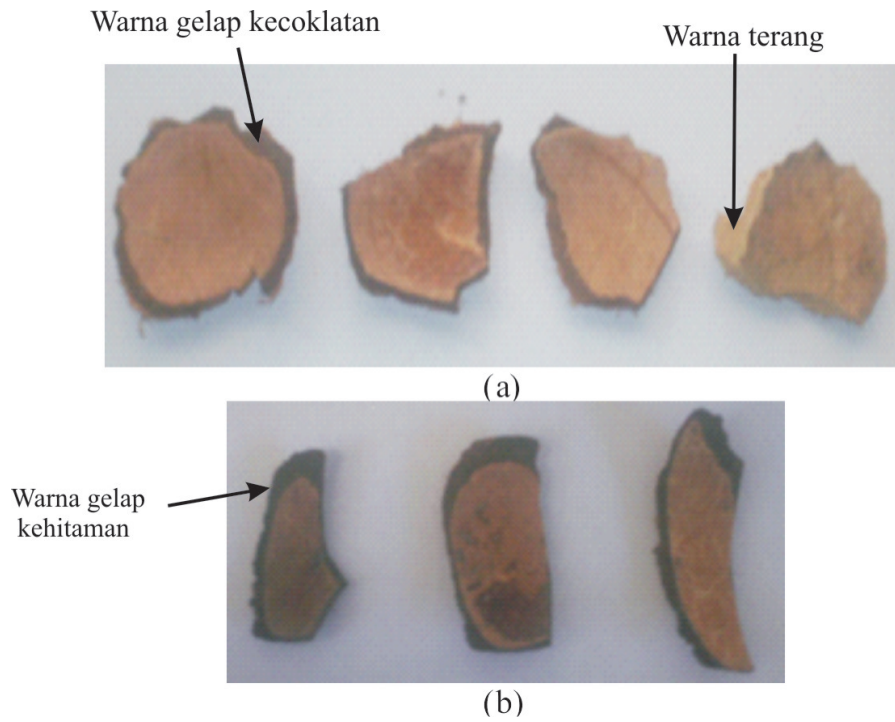 Warna gelap kecoklatan
Warna terang
(a)
Warna gelap
kehitaman
(b)